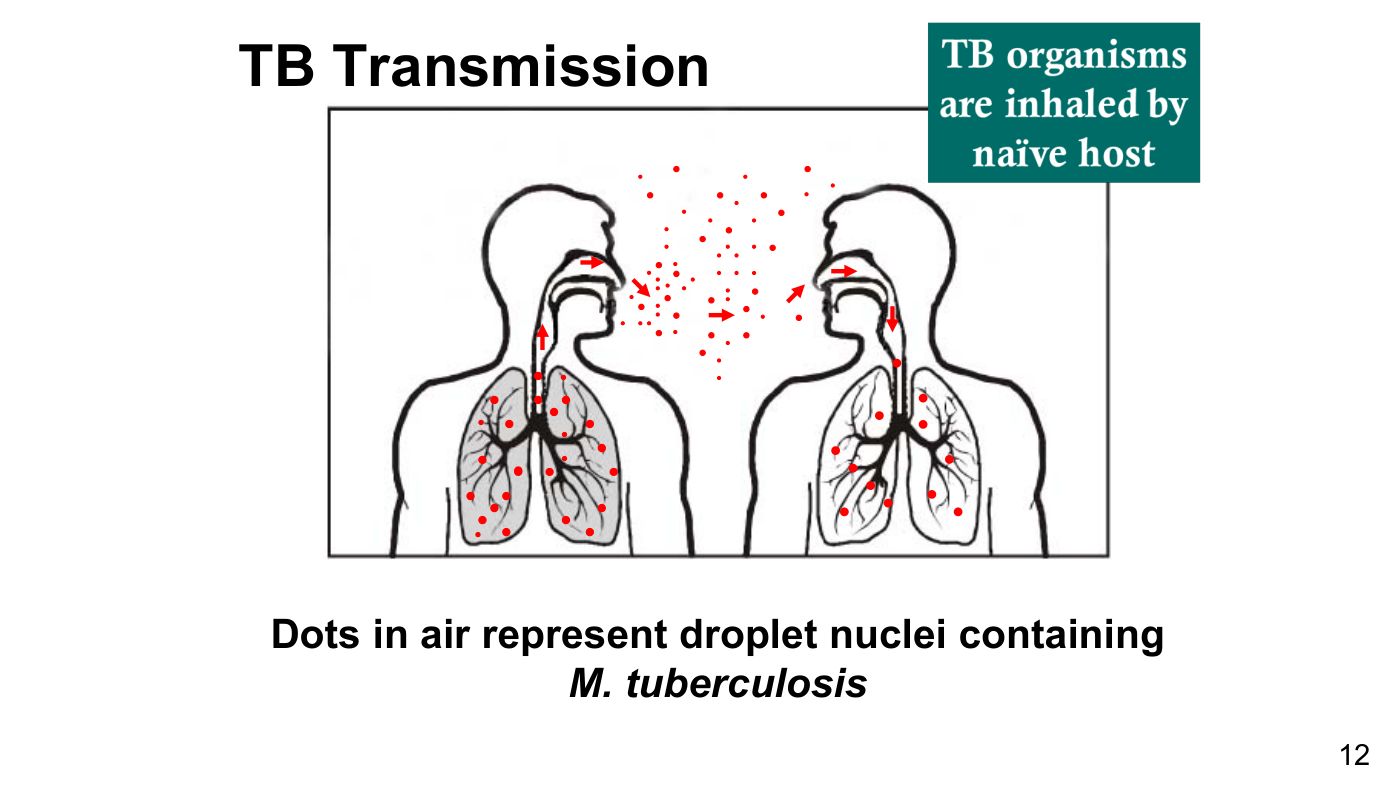 TB Transmission
TB organisms
are inhaled by
naïve host
Dots in air represent droplet nuclei containing
M. tuberculosis
12